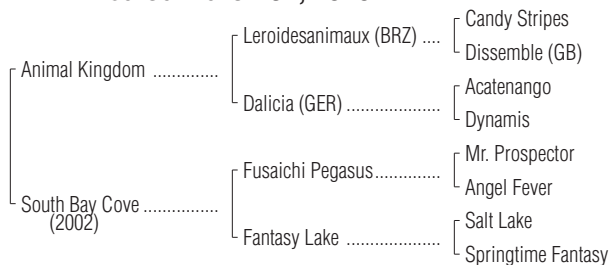 Leroidesanimaux (BRZ) ....
Candy Stripes
Dissemble (GB)
Animal Kingdom ..............
Dalicia (GER) ....................
Acatenango
Dynamis
Fusaichi Pegasus..............
Mr. Prospector
Angel Fever
South Bay Cove ................
(2002)
Fantasy Lake ....................
Salt Lake
Springtime Fantasy